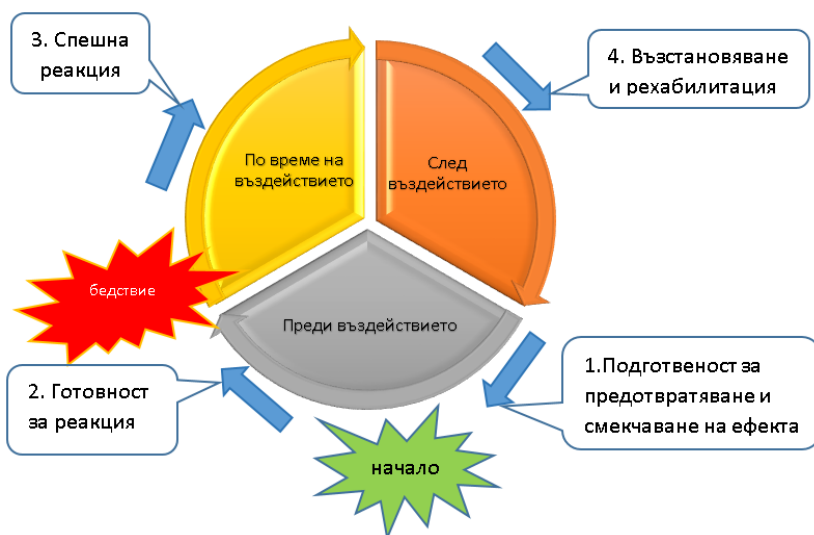 3. Спешна
реакция
4. Възстановяване
и рехабилитация
По време на
въздействието
След
въздействието
бедствие
Преди въздействието
2. Готовност
за реакция
1.Подготвеност за
предотвратяване и
смекчаване на ефекта
начало